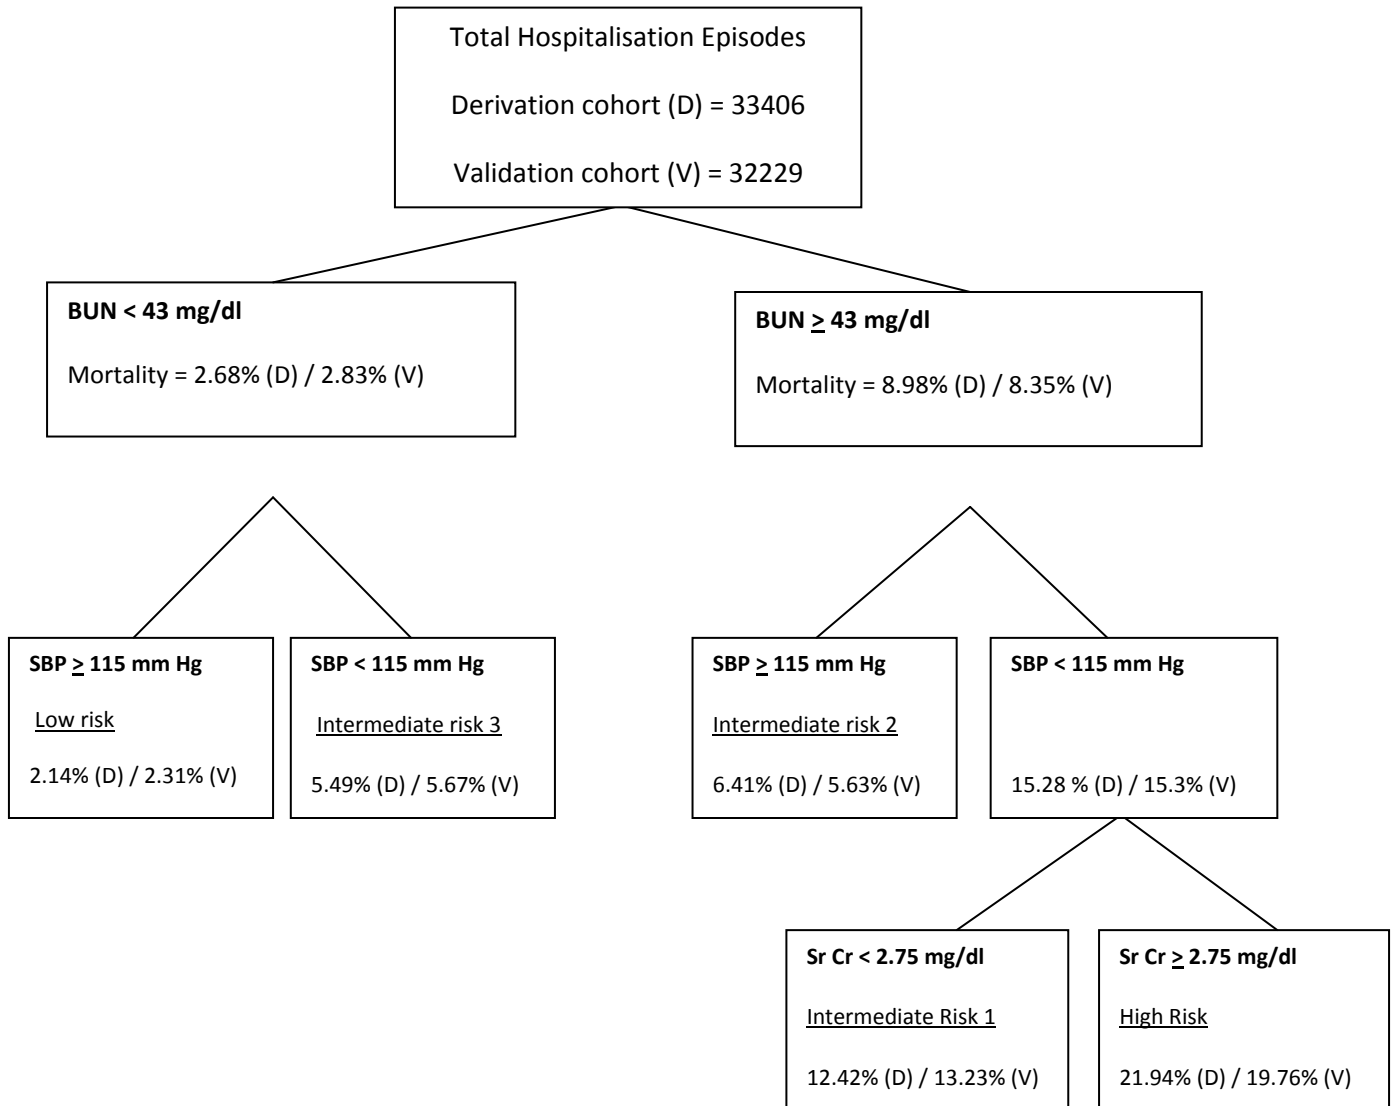 Total Hospitalisation Episodes
Derivation cohort (D) = 33406
Validation cohort (V) = 32229
BUN < 43 mg/dl
Mortality = 2.68% (D) / 2.83% (V)
BUN ≥ 43 mg/dl
Mortality = 8.98% (D) / 8.35% (V)
SBP ≥ 115 mm Hg
Low risk
2.14% (D) / 2.31% (V)
SBP < 115 mm Hg
Intermediate risk 3
5.49% (D) / 5.67% (V)
SBP ≥ 115 mm Hg
Intermediate risk 2
6.41% (D) / 5.63% (V)
SBP < 115 mm Hg
15.28 % (D) / 15.3% (V)
Sr Cr < 2.75 mg/dl
Intermediate Risk 1
12.42% (D) / 13.23% (V)
Sr Cr ≥ 2.75 mg/dl
High Risk
21.94% (D) / 19.76% (V)